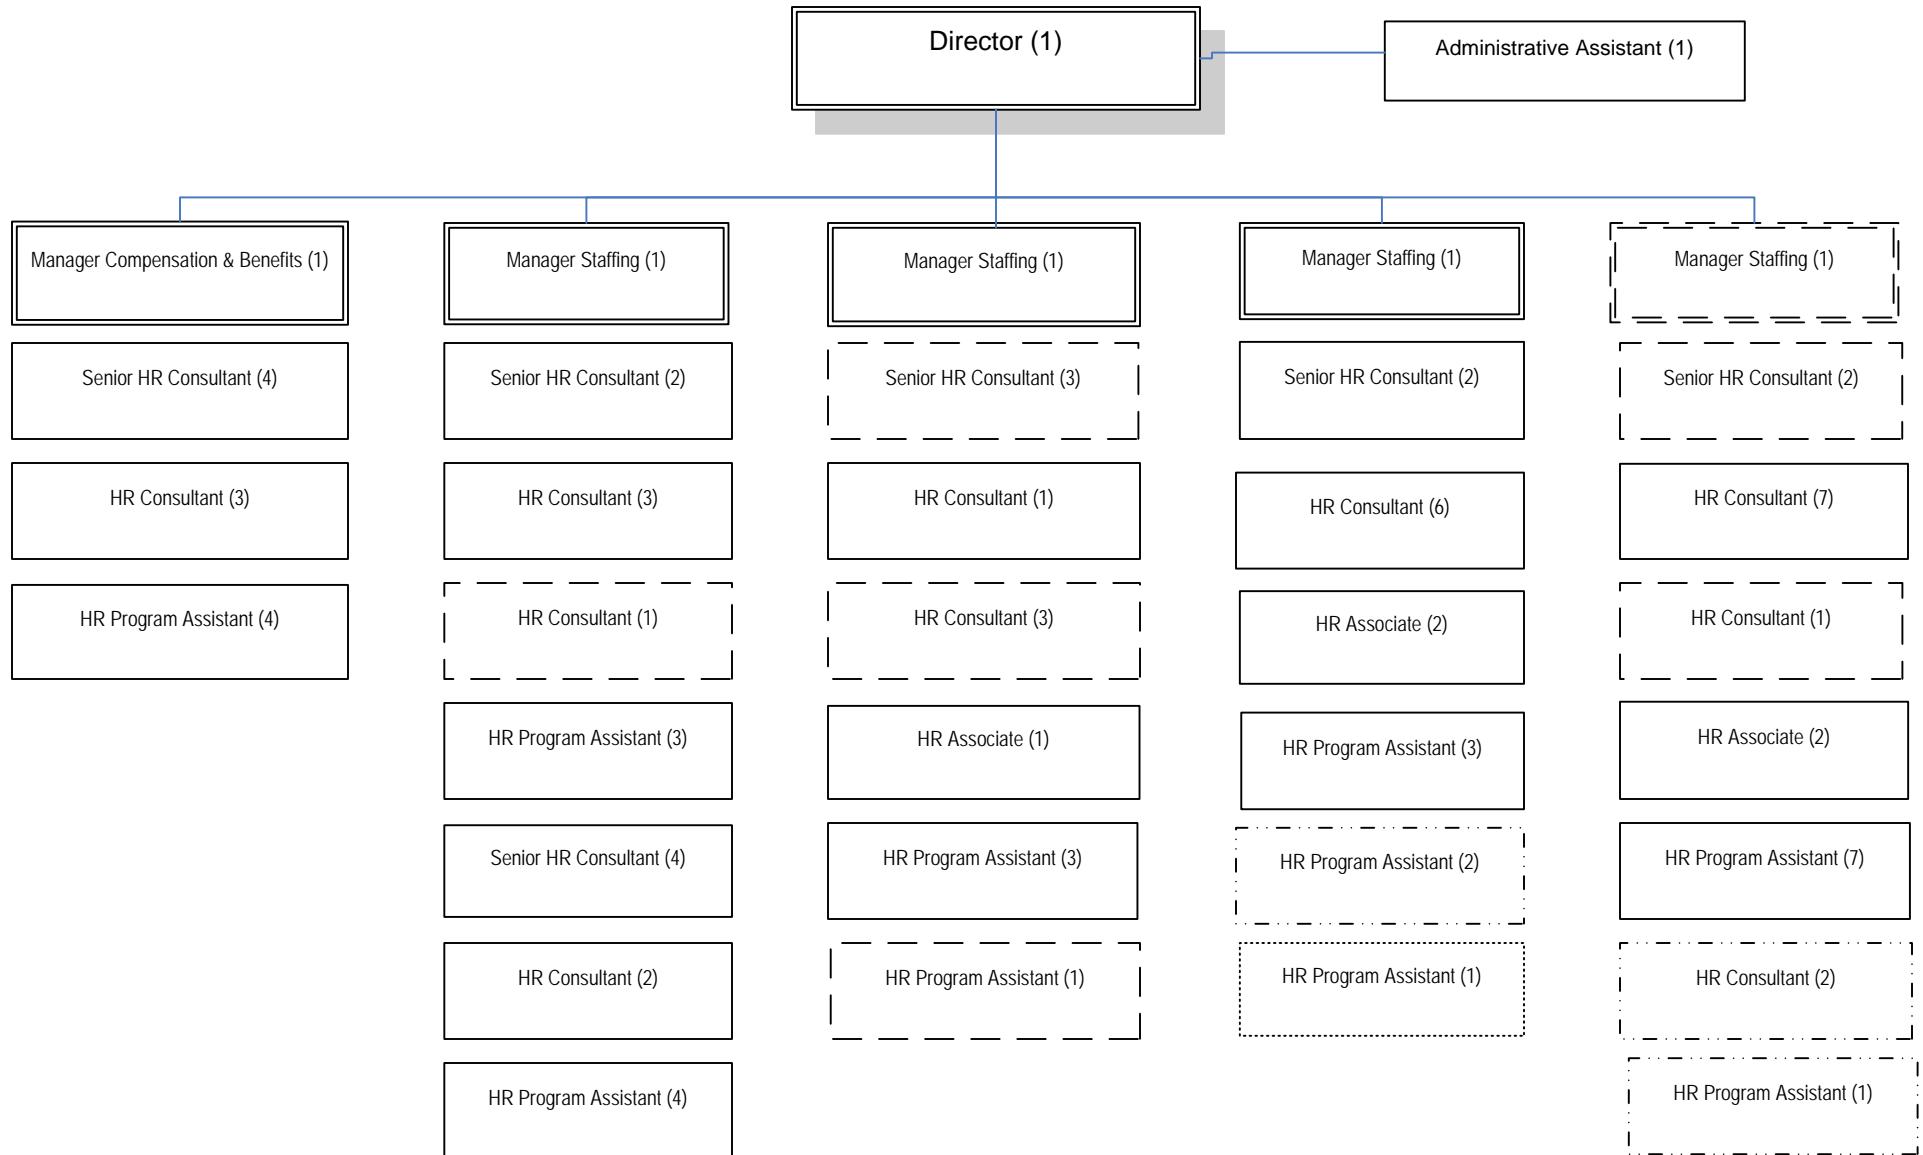 Director (1)
Administrative Assistant (1)
Manager Compensation & Benefits (1)
Senior HR Consultant (4)
HR Consultant (3)
HR Program Assistant (4)
Manager Staffing (1)
Senior HR Consultant (2)
HR Consultant (3)
HR Consultant (1)
HR Program Assistant (3)
Senior HR Consultant (4)
HR Consultant (2)
HR Program Assistant (4)
Manager Staffing (1)
Senior HR Consultant (3)
HR Consultant (1)
HR Consultant (3)
HR Associate (1)
HR Program Assistant (3)
HR Program Assistant (1)
Manager Staffing (1)
Senior HR Consultant (2)
HR Consultant (6)
HR Associate (2)
HR Program Assistant (3)
HR Program Assistant (2)
HR Program Assistant (1)
Manager Staffing (1)
Senior HR Consultant (2)
HR Consultant (7)
HR Consultant (1)
HR Associate (2)
HR Program Assistant (7)
HR Consultant (2)
HR Program Assistant (1)